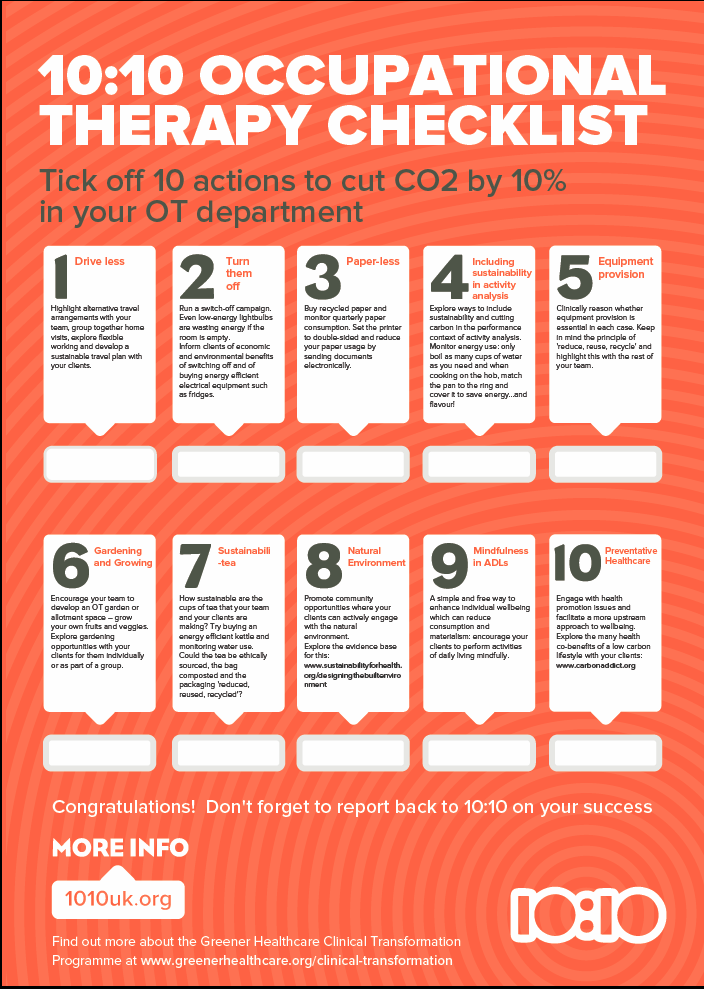 10:10 OCCUPATIONAL
THERAPY CHECKLIST
Tick off 10 actions to cut CO2 by 10%
in your OT department
1 Drive less
Highlight alternative travel
arrangements with your
team, group together home
visits, explore flexible
working and develop a
sustainable travel plan with
your clients.
2 Turn
them
off
Run a switch-off campaign.
Even low-energy lightbulbs
are wasting energy if the
room is empty.
Inform clients of economic
and environmental benefits
of switching off and of
buying energy efficient
electrical equipment such
as fridges.
3 Paper-less
Buy recycled paper and
monitor quarterly paper
consumption. Set the printer
to double-sided and reduce
your paper usage by
sending documents
electronically.
4 Including
sustainability
in activity
analysis
Explore ways to include
sustainability and cutting
carbon in the performance
context of activity analysis.
Monitor energy use: only
boil as many cups of water
as you need and when
cooking on the hob, match
the pan to the ring and
cover it to save energy...and
flavour!
5 Equipment
provision
Clinically reason whether
equipment provision is
essential in each case. Keep
in mind the principle of
'reduce, reuse, recycle' and
highlight this with the rest of
your team.
6 Gardening
and Growing
Encourage your team to
develop an OT garden or
allotment space – grow
your own fruits and veggies.
Explore gardening
opportunities with your
clients for them individually
or as part of a group.
7 Sustainabili
-tea
How sustainable are the
cups of tea that your team
and your clients are
making? Try buying an
energy efficient kettle and
monitoring water use.
Could the tea be ethically
sourced, the bag
composted and the
packaging 'reduced,
reused, recycled'?
8 Natural
Environment
Promote community
opportunities where your
clients can actively engage
with the natural
environment.
Explore the evidence base
for this:
www.sustainabilityforhealth.
org/designingthebuiltenviro
nment
9 Mindfulness
in ADLs
A simple and free way to
enhance individual wellbeing
which can reduce
consumption and
materialism: encourage your
clients to perform activities
of daily living mindfully.
10 Preventative
Healthcare
Engage with health
promotion issues and
facilitate a more upstream
approach to wellbeing.
Explore the many health
co-benefits of a low carbon
lifestyle with your clients:
www.carbonaddict.org
Congratulations! Don't forget to report back to 10:10 on your success
MORE INFO
1010uk.org
10:10
Find out more about the Greener Healthcare Clinical Transformation
Programme at www.greenerhealthcare.org/clinical-transformation